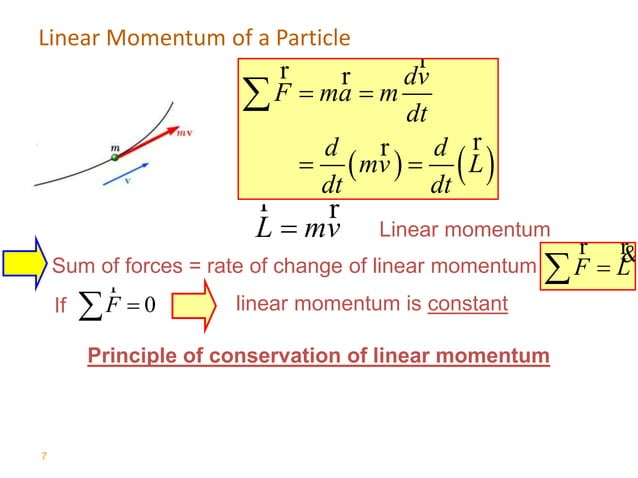 Linear Momentum of a Particle
∑F⃗ = ma⃗ = m dv⃗/dt
= d/dt (mv⃗) = d/dt (L⃗)
m
mv
v
L⃗ = mv⃗ Linear momentum
Sum of forces = rate of change of linear momentum ∑F⃗ = L⃗̇
If ∑F⃗ = 0 linear momentum is constant
Principle of conservation of linear momentum
7